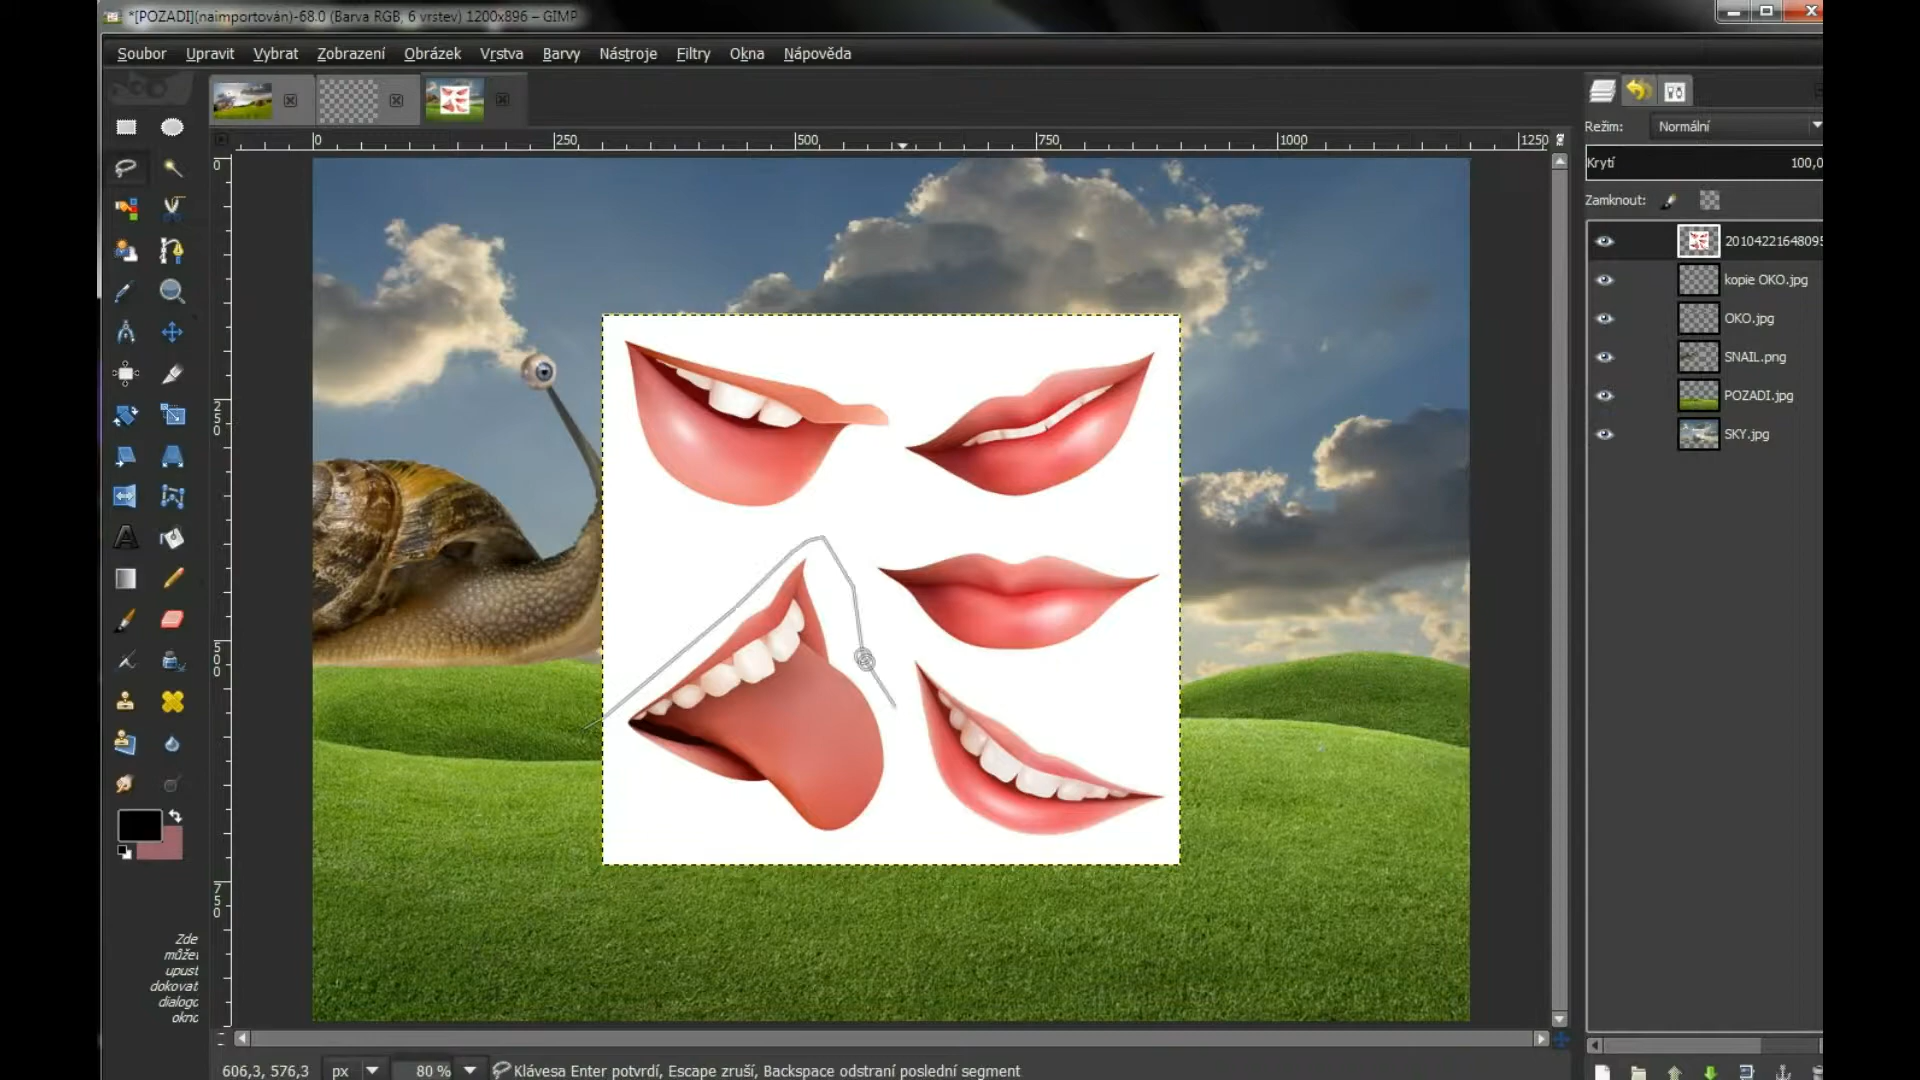 *[POZADI](naimportován)-68.0 (Barva RGB, 6 vrstev) 1200x896 – GIMP
Soubor Upravit Vybrat Zobrazení Obrázek Vrstva Barvy Nástroje Filtry Okna Nápověda
0 250 500 750 1000 1250
Režim: Normální
Krytí 100,0
Zamknout:
20104221648095
kopie OKO.jpg
OKO.jpg
SNAIL.png
POZADI.jpg
SKY.jpg
0
250
500
750
Zde
můžet
upust
dokovat
dialogo
okno
606,3, 576,3 px 80 % Klávesa Enter potvrdí, Escape zruší, Backspace odstraní poslední segment